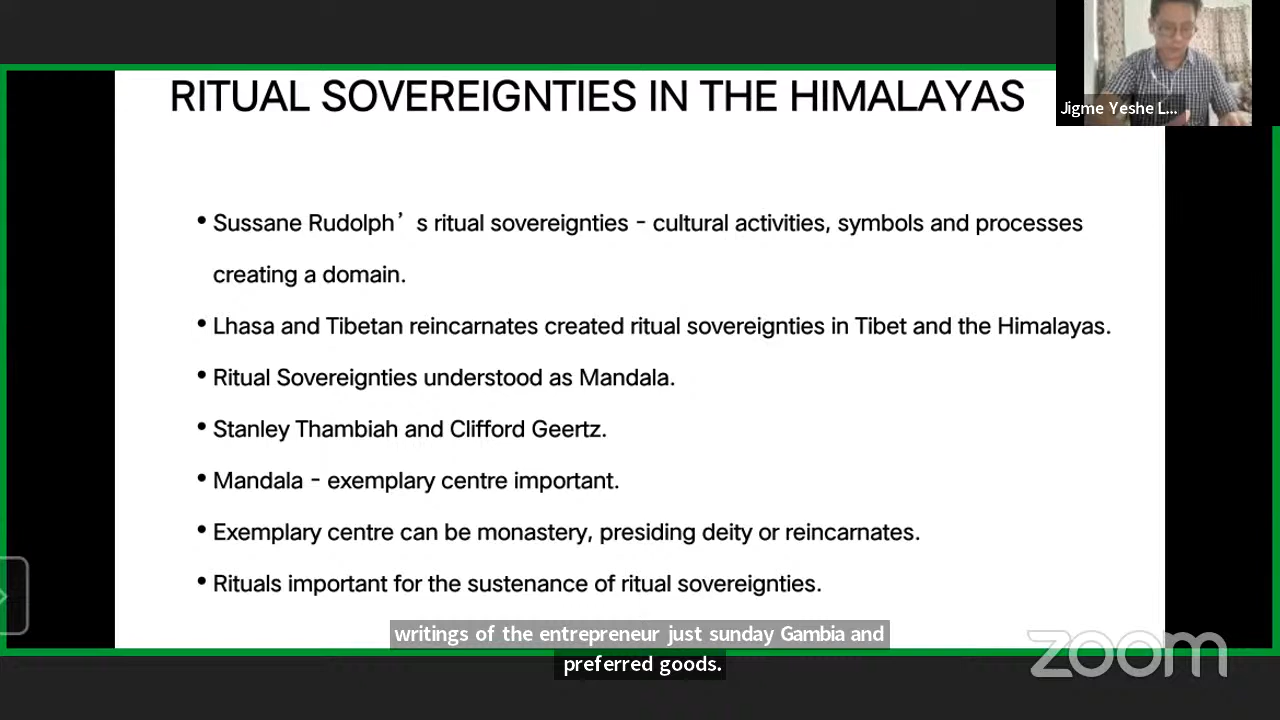 RITUAL SOVEREIGNTIES IN THE HIMALAYAS
Jigme Yeshe L...
• Sussane Rudolph’ s ritual sovereignties - cultural activities, symbols and processes
creating a domain.
• Lhasa and Tibetan reincarnates created ritual sovereignties in Tibet and the Himalayas.
• Ritual Sovereignties understood as Mandala.
• Stanley Thambiah and Clifford Geertz.
• Mandala - exemplary centre important.
• Exemplary centre can be monastery, presiding deity or reincarnates.
• Rituals important for the sustenance of ritual sovereignties.
writings of the entrepreneur just sunday Gambia and
preferred goods.
zoom